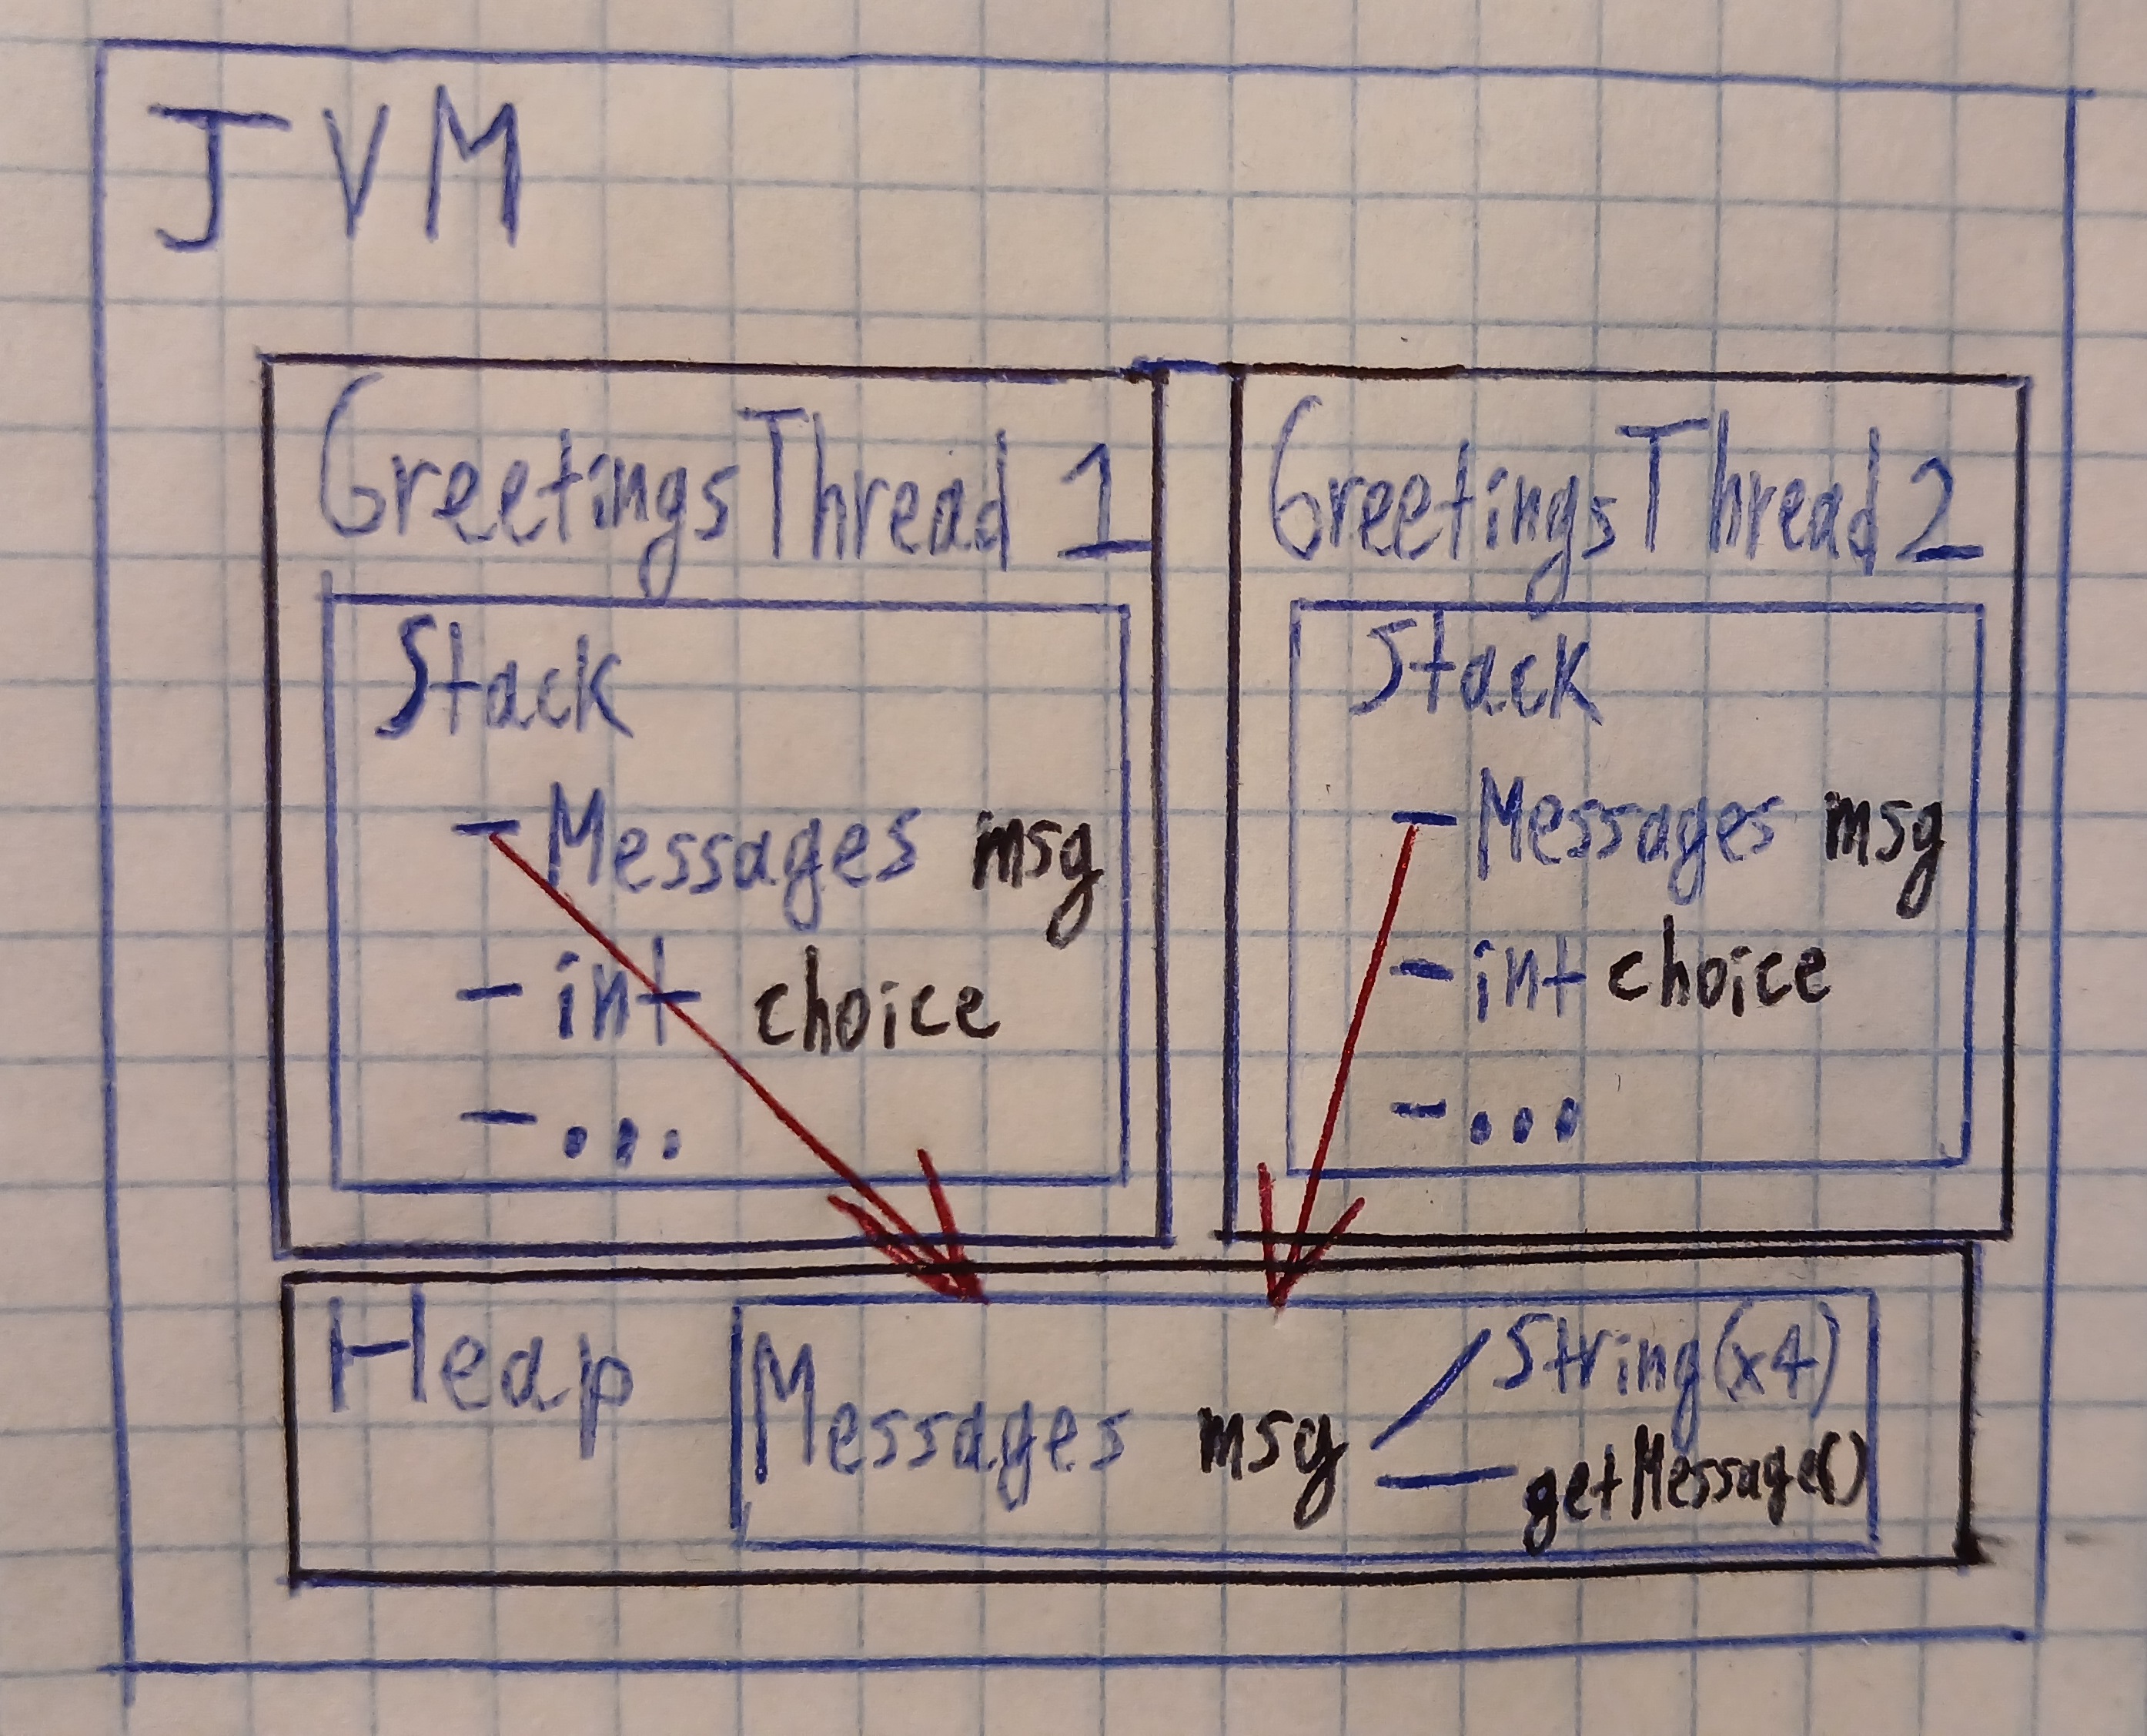 JVM
GreetingsThread 1
Stack
- Messages msg
- int choice
- ...
GreetingsThread 2
Stack
- Messages msg
- int choice
- ...
Heap
Messages msg
String(x4)
getMessage()